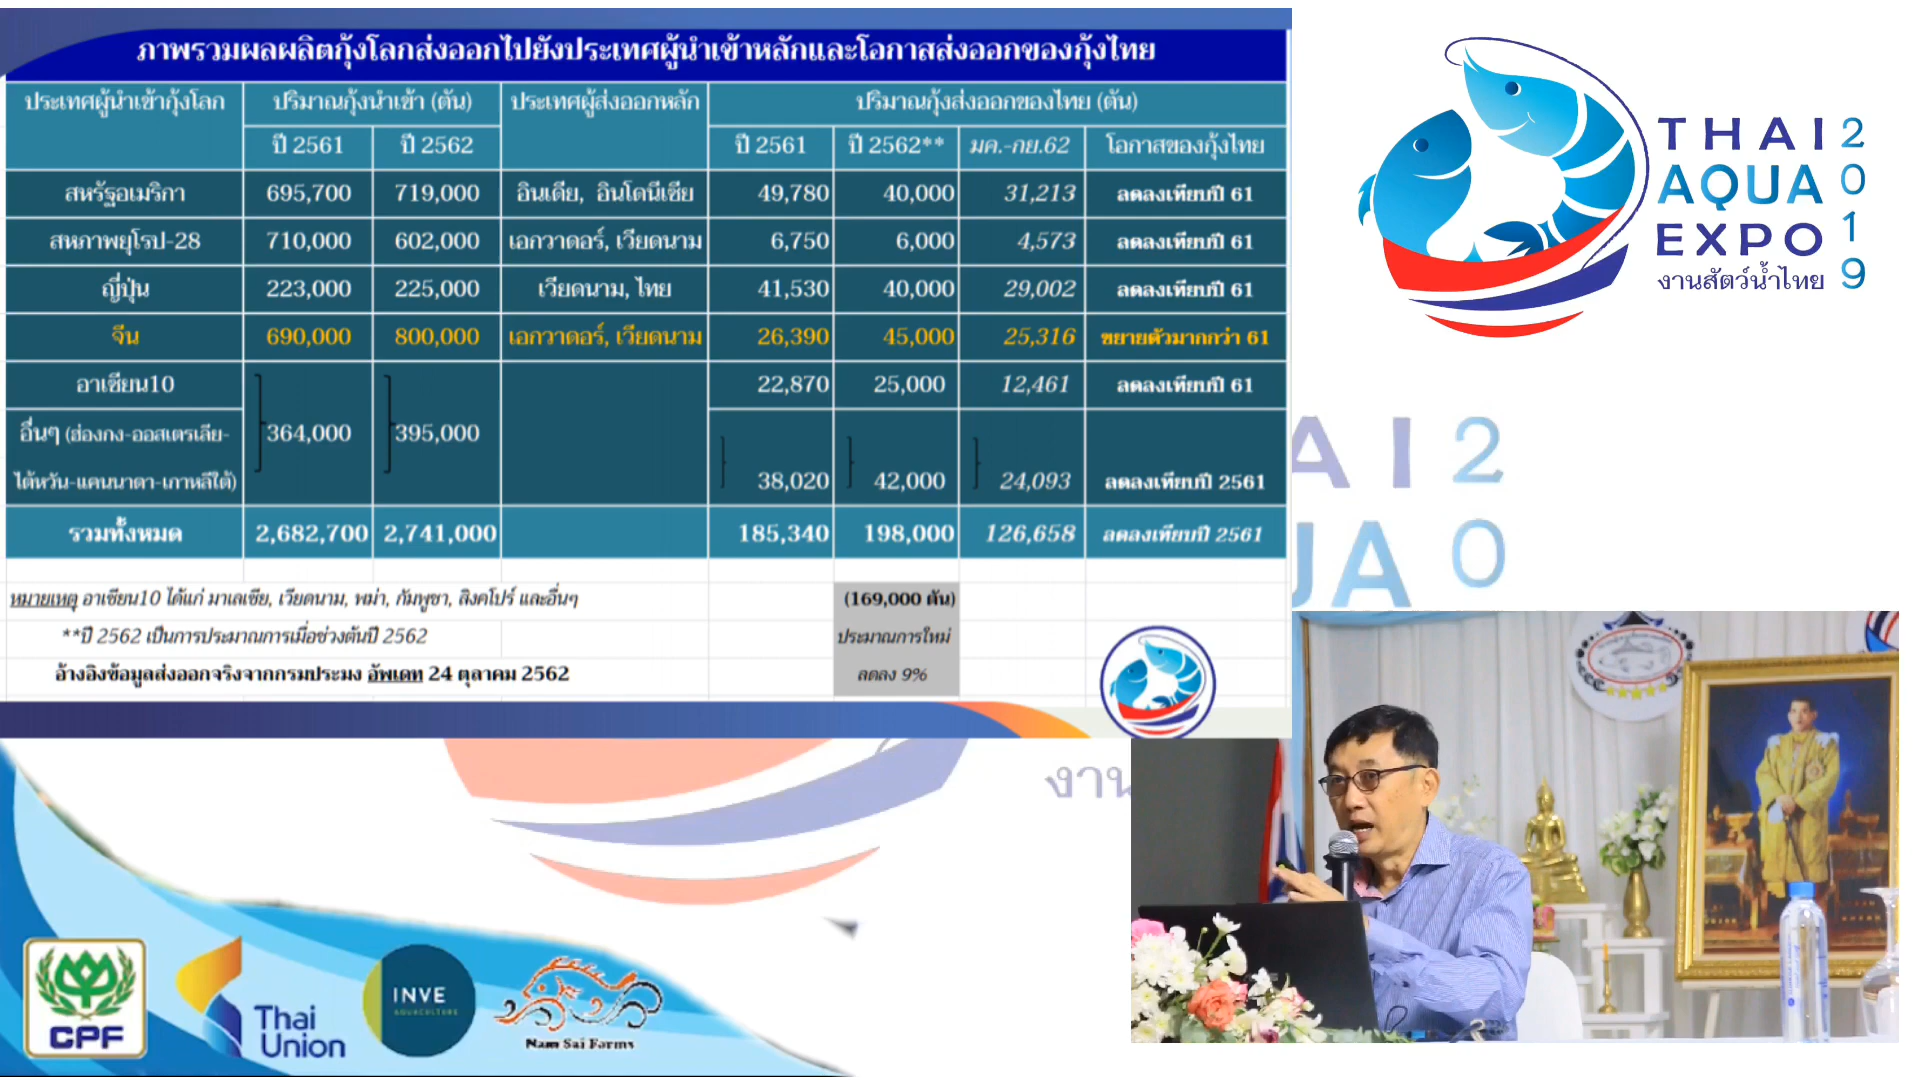 ภาพรวมผลผลิตกุ้งโลกส่งออกไปยังประเทศผู้นำเข้าหลักและโอกาสส่งออกของกุ้งไทย
ประเทศผู้นำเข้ากุ้งโลก ปริมาณกุ้งนำเข้า (ตัน) ประเทศผู้ส่งออกหลัก ปริมาณกุ้งส่งออกของไทย (ตัน)
ปี 2561 ปี 2562 ปี 2561 ปี 2562** มค.-กย.62 โอกาสของกุ้งไทย
สหรัฐอเมริกา 695,700 719,000 อินเดีย, อินโดนีเซีย 49,780 40,000 31,213 ลดลงเทียบปี 61
สหภาพยุโรป-28 710,000 602,000 เอกวาดอร์, เวียดนาม 6,750 6,000 4,573 ลดลงเทียบปี 61
ญี่ปุ่น 223,000 225,000 เวียดนาม, ไทย 41,530 40,000 29,002 ลดลงเทียบปี 61
จีน 690,000 800,000 เอกวาดอร์, เวียดนาม 26,390 45,000 25,316 ขยายตัวมากกว่า 61
อาเซียน10 22,870 25,000 12,461 ลดลงเทียบปี 61
อื่นๆ (ฮ่องกง-ออสเตรเลีย- 364,000 395,000
ไต้หวัน-แคนนาดา-เกาหลีใต้) 38,020 42,000 24,093 ลดลงเทียบปี 2561
รวมทั้งหมด 2,682,700 2,741,000 185,340 198,000 126,658 ลดลงเทียบปี 2561
หมายเหตุ อาเซียน10 ได้แก่ มาเลเซีย, เวียดนาม, พม่า, กัมพูชา, สิงคโปร์ และอื่นๆ (169,000 ตัน)
**ปี 2562 เป็นการประมาณการเมื่อช่วงต้นปี 2562 ประมาณการใหม่
อ้างอิงข้อมูลส่งออกจริงจากกรมประมง อัพเดท 24 ตุลาคม 2562 ลดลง 9%
THAI
AQUA
EXPO
2019
งานสัตว์น้ำไทย
AI 2
UA 0
งาน
CPF
Thai
Union
INVE
AQUACULTURE
Nam Sai Farms